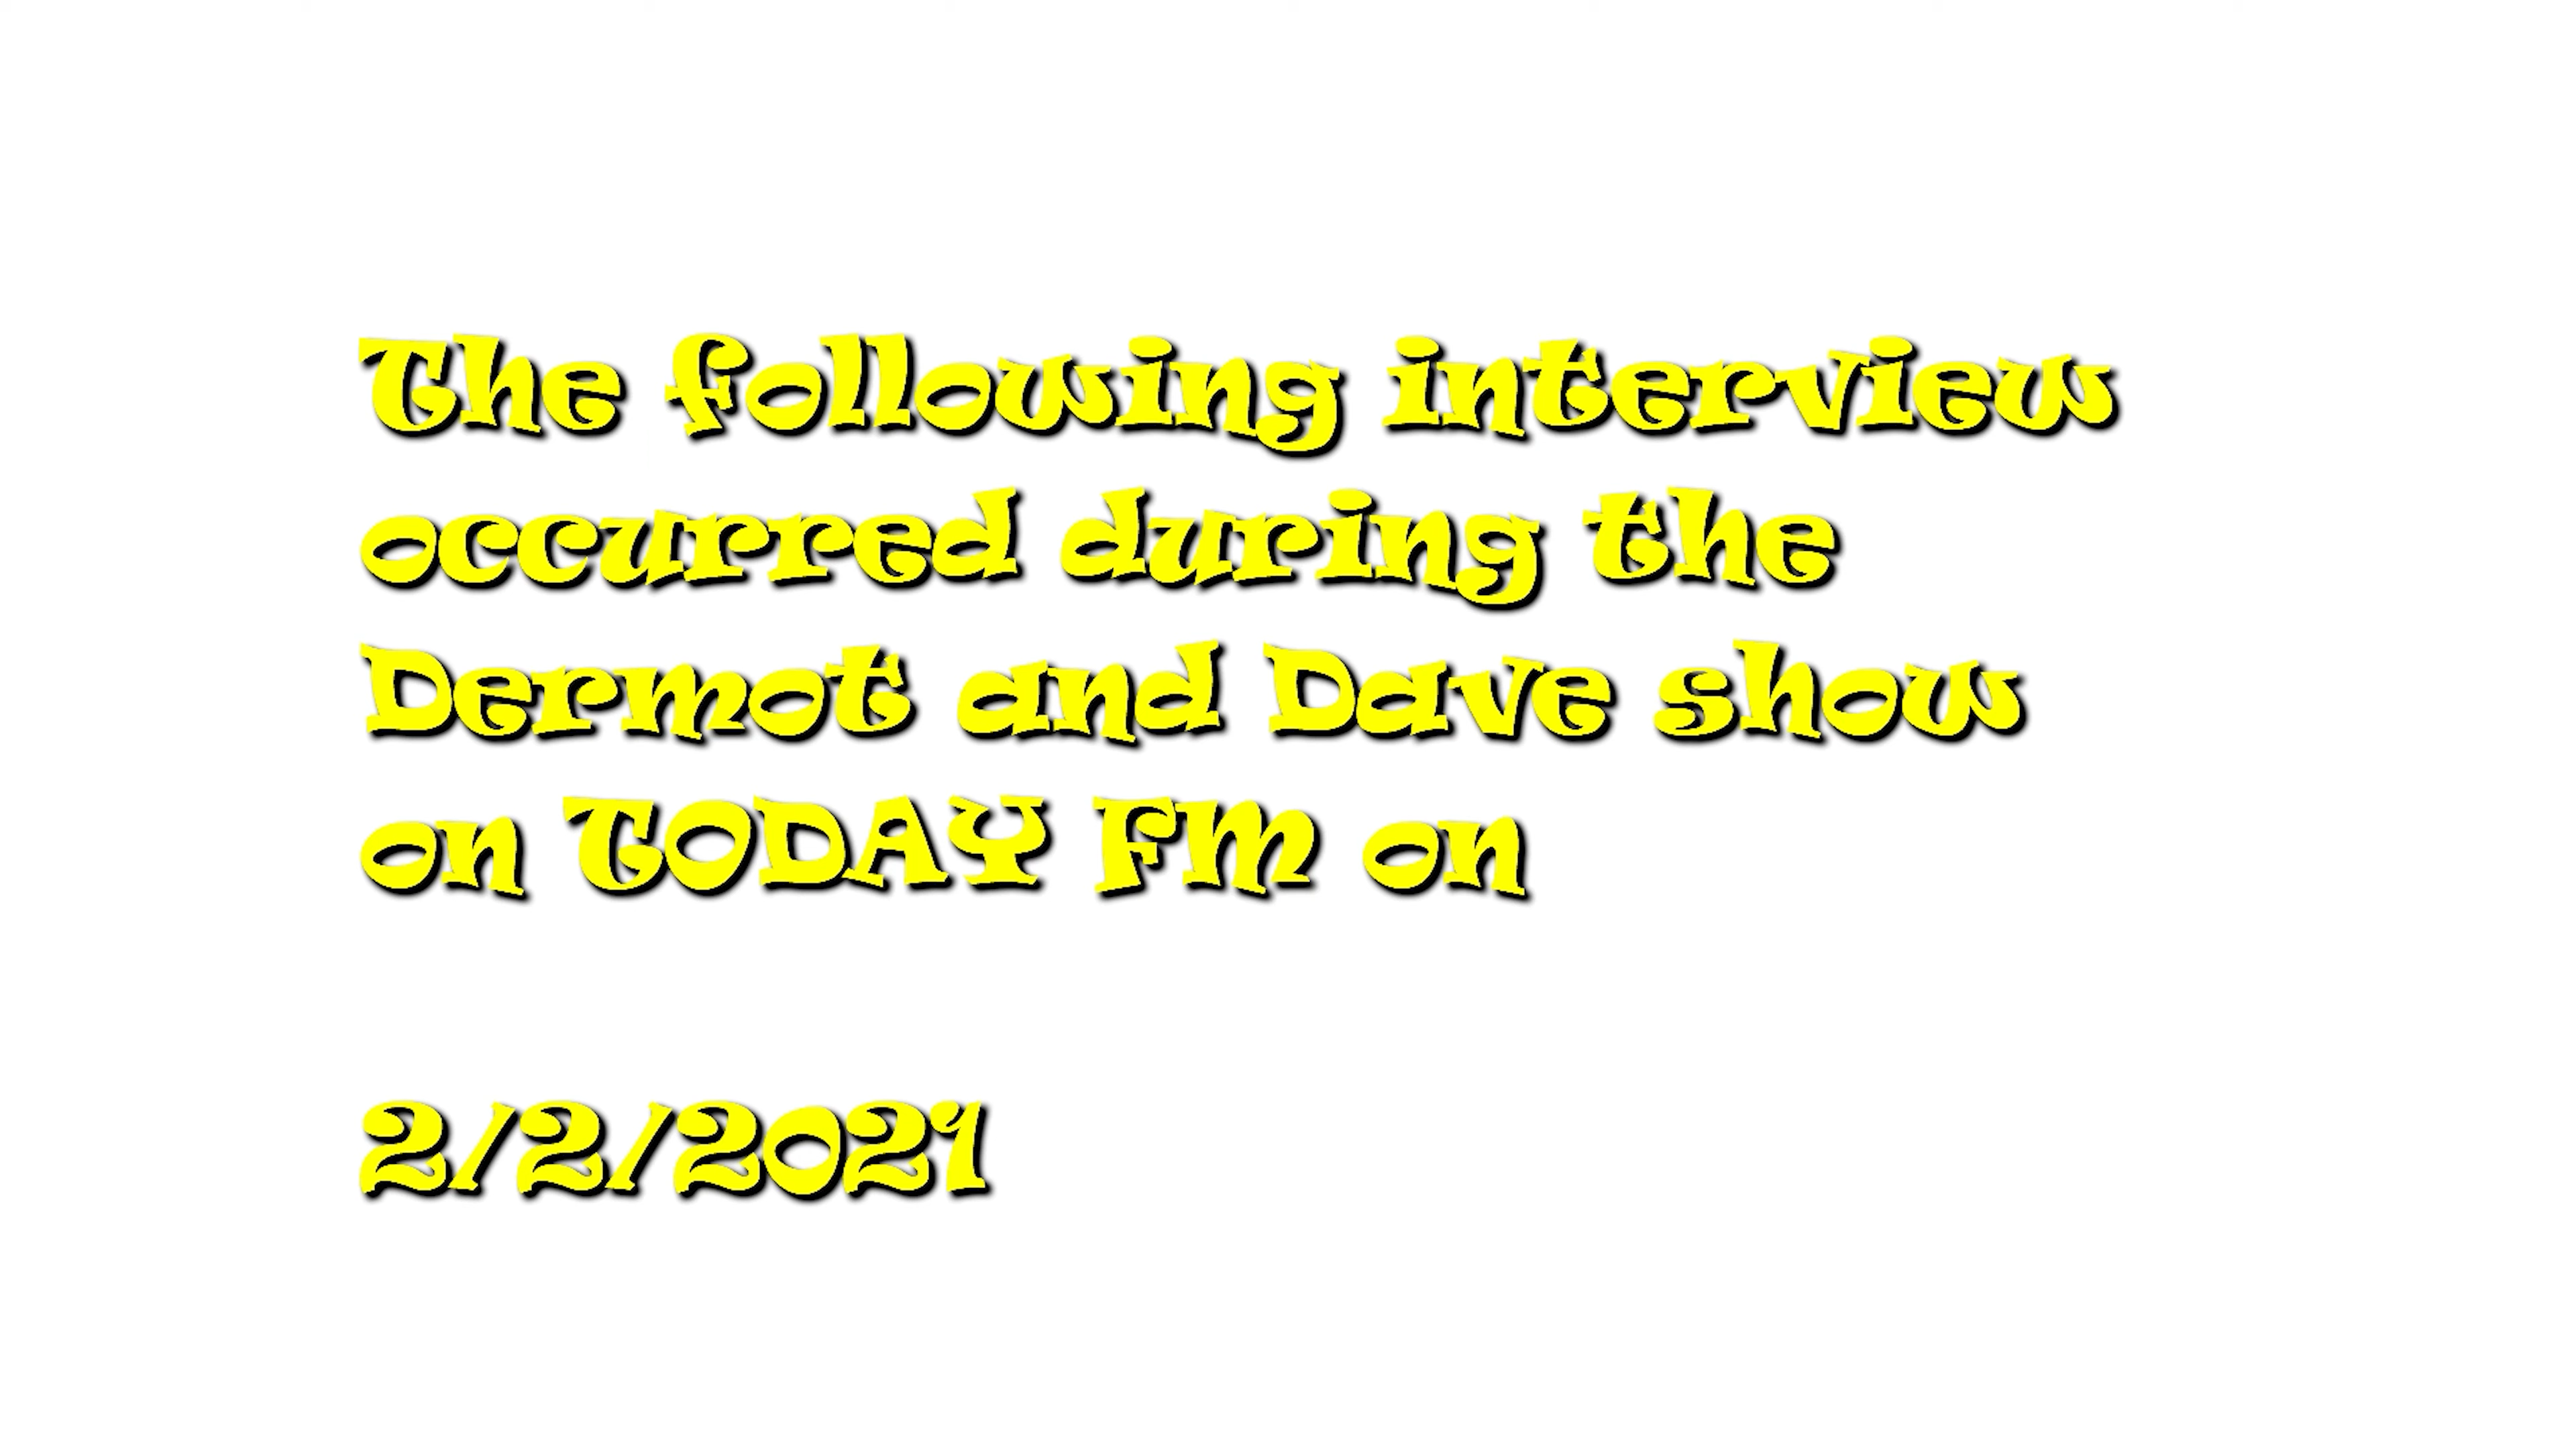 The following interview
occurred during the
Dermot and Dave show
on TODAY FM on
2/2/2021